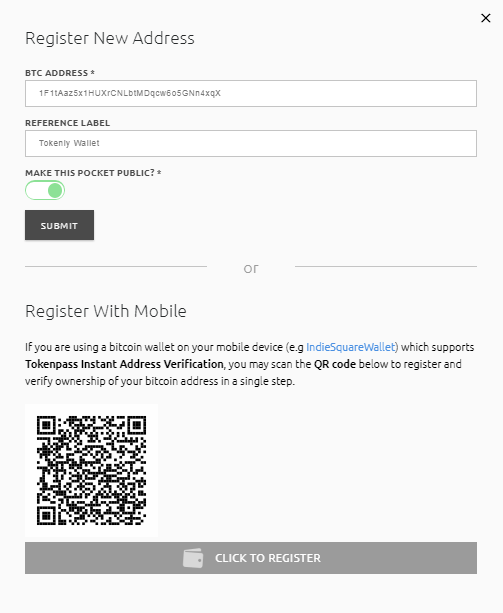 Register New Address
BTC ADDRESS *
1F1tAaz5x1HUXrCNLbtMDqcw6o5GNn4xqX
REFERENCE LABEL
Tokenly Wallet
MAKE THIS POCKET PUBLIC? *
SUBMIT
or
Register With Mobile
If you are using a bitcoin wallet on your mobile device (e.g IndieSquareWallet) which supports
Tokenpass Instant Address Verification, you may scan the QR code below to register and
verify ownership of your bitcoin address in a single step.
CLICK TO REGISTER